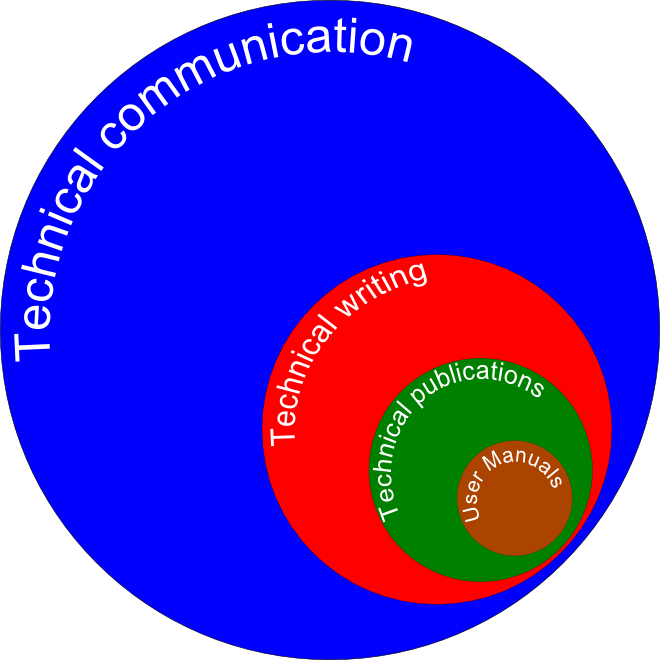 Technical communication
Technical writing
Technical publications
User Manuals